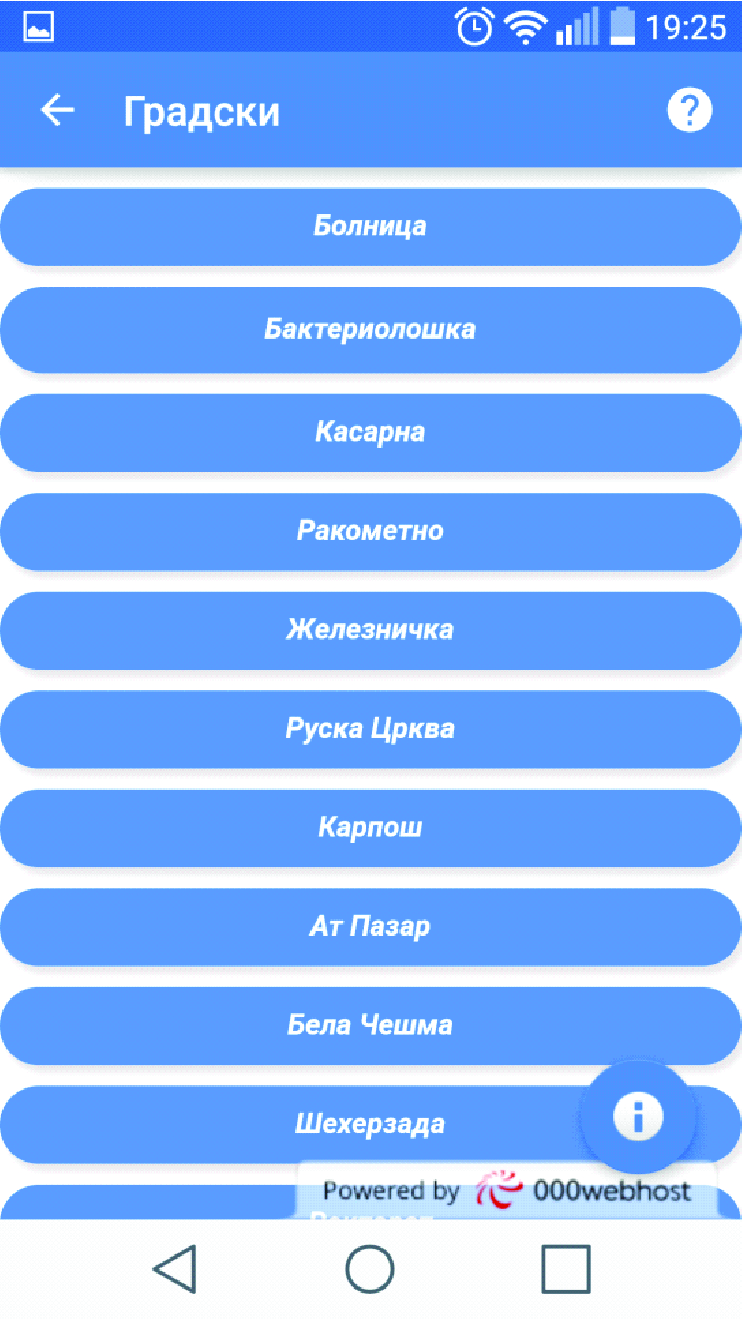 19:25
Градски
Болница
Бактериолошка
Касарна
Ракометно
Железничка
Руска Црква
Карпош
Ат Пазар
Бела Чешма
Шехерзада
Powered by 000webhost